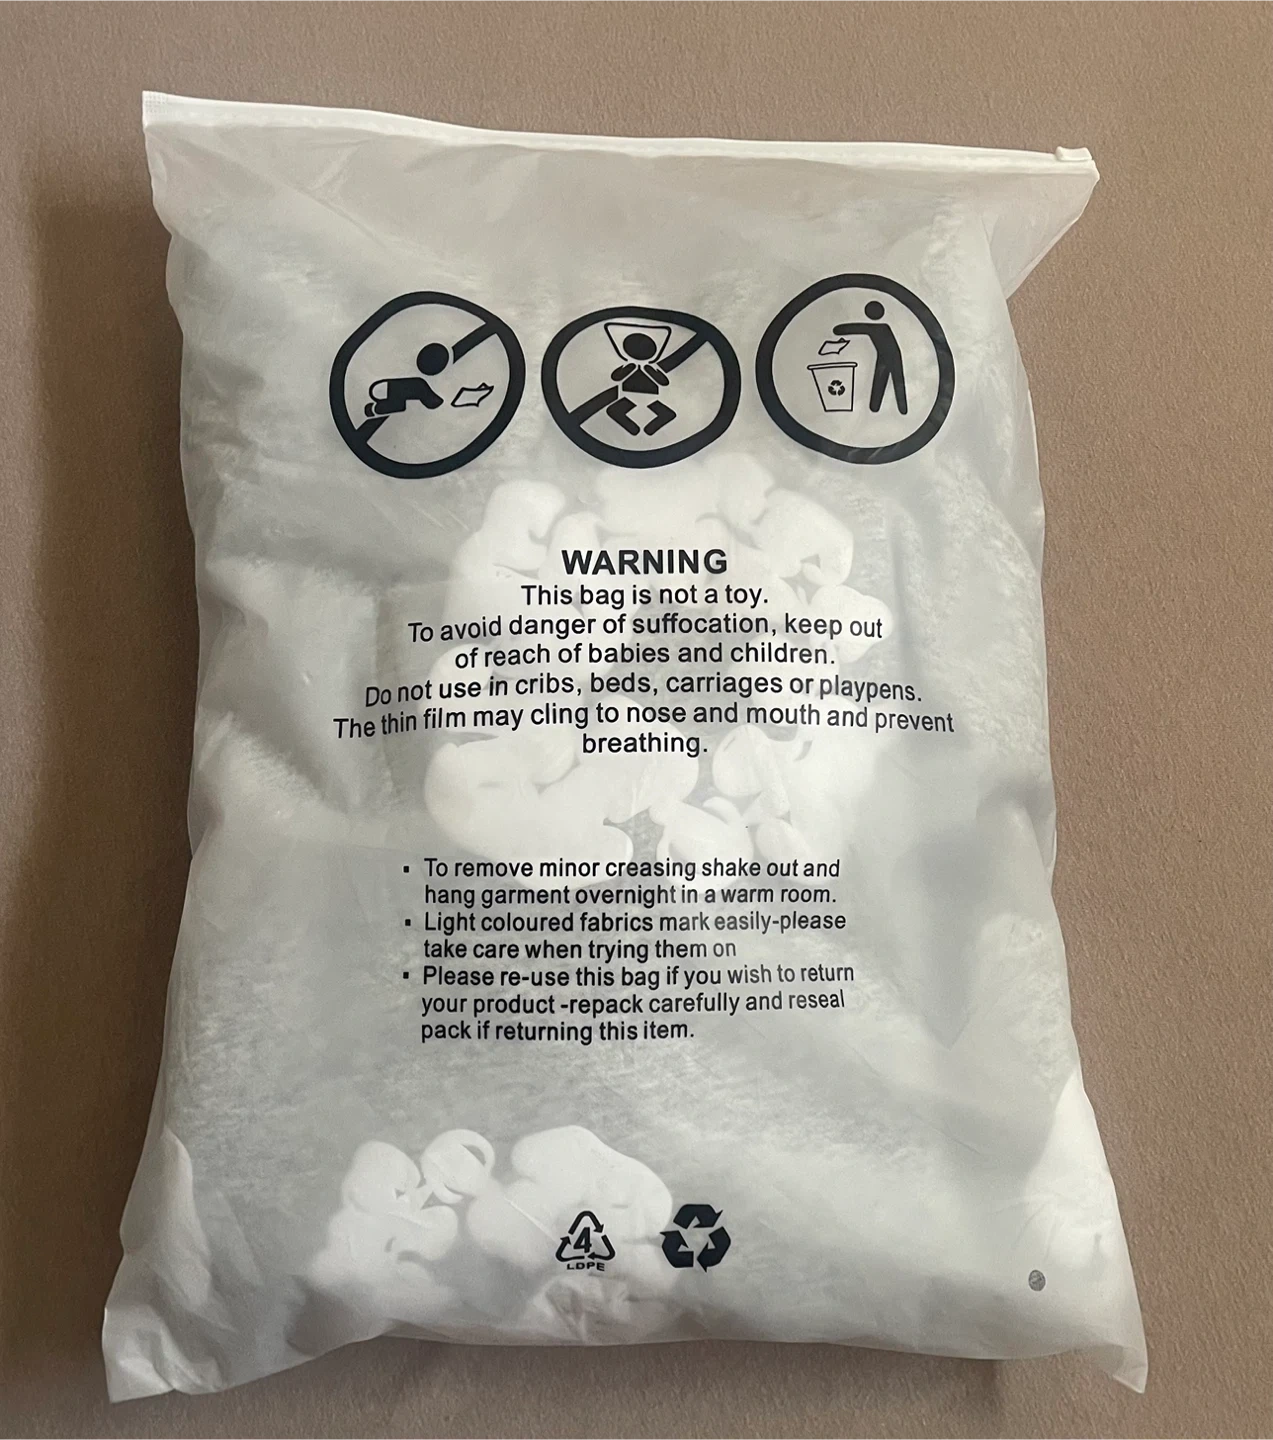 WARNING
This bag is not a toy.
To avoid danger of suffocation, keep out
of reach of babies and children.
Do not use in cribs, beds, carriages or playpens.
The thin film may cling to nose and mouth and prevent
breathing.
▪ To remove minor creasing shake out and
hang garment overnight in a warm room.
▪ Light coloured fabrics mark easily-please
take care when trying them on
▪ Please re-use this bag if you wish to return
your product -repack carefully and reseal
pack if returning this item.
4
LDPE